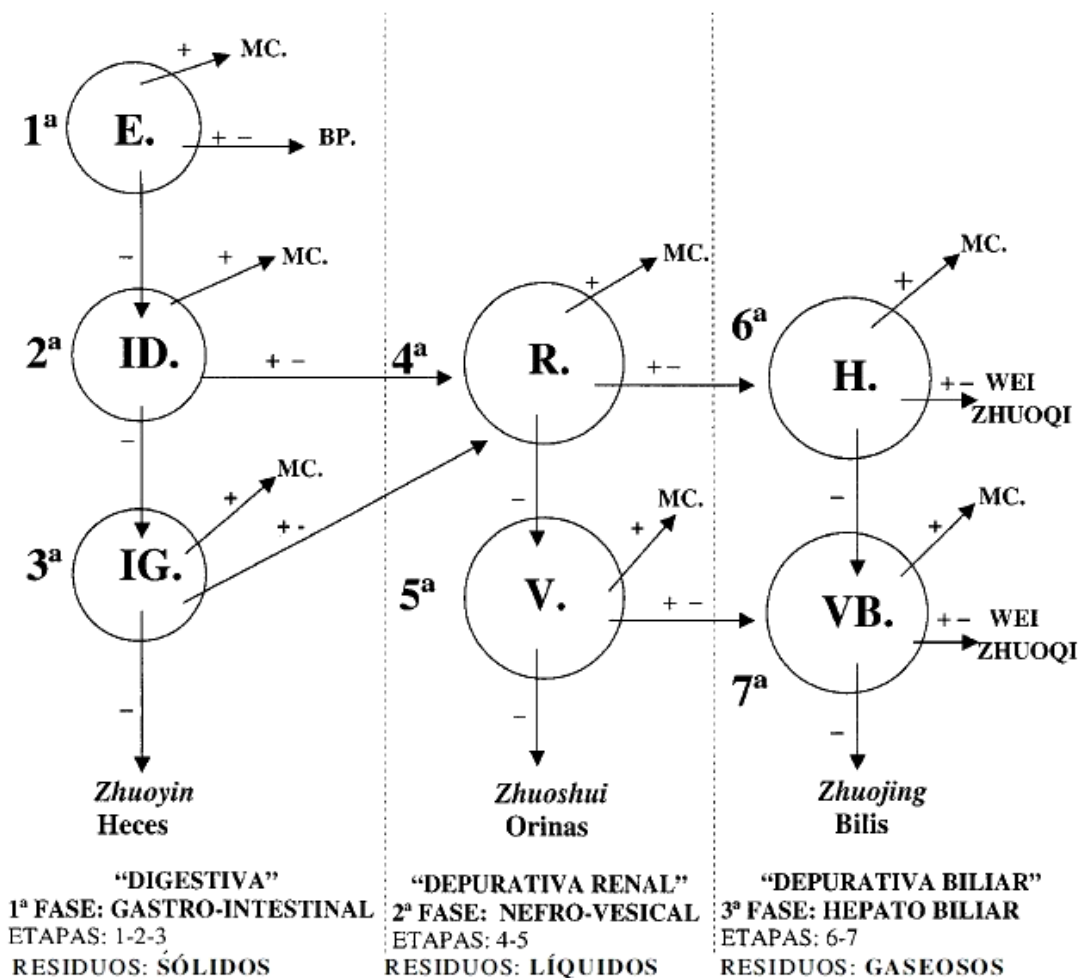 + MC.
1ª E. + − BP.
−
+ MC.
2ª ID. + −
−
+ MC.
3ª IG. + -
−
Zhuoyin
Heces
"DIGESTIVA"
1ª FASE: GASTRO-INTESTINAL
ETAPAS: 1-2-3
RESIDUOS: SÓLIDOS
+ MC.
4ª R. + −
−
+ MC.
5ª V. + −
−
Zhuoshui
Orinas
"DEPURATIVA RENAL"
2ª FASE: NEFRO-VESICAL
ETAPAS: 4-5
RESIDUOS: LÍQUIDOS
+ MC.
6ª H. + − WEI
ZHUOQI
−
+ MC.
VB. + − WEI
ZHUOQI
7ª
−
Zhuojing
Bilis
"DEPURATIVA BILIAR"
3ª FASE: HEPATO BILIAR
ETAPAS: 6-7
RESIDUOS: GASEOSOS